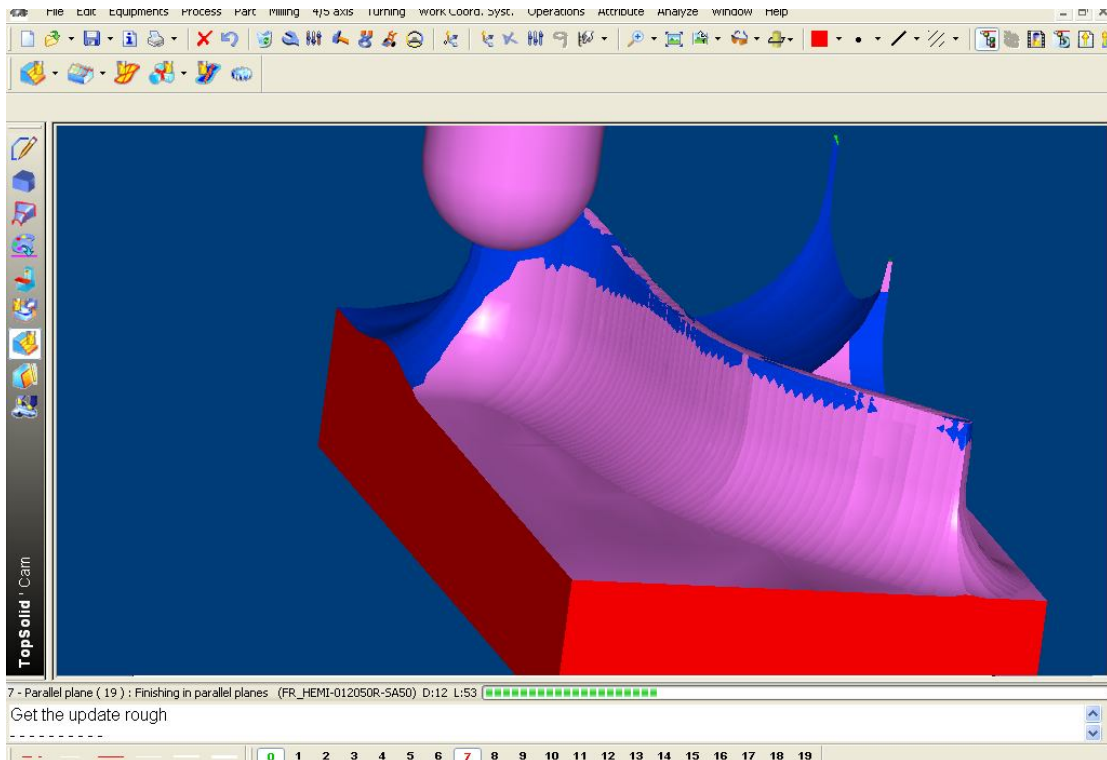 File Edit Equipments Process Part Milling 4/5 axis Turning Work Coord. Syst. Operations Attribute Analyze Window Help
TopSolid'Cam
7 - Parallel plane ( 19 ) : Finishing in parallel planes (FR_HEMI-012050R-SA50) D:12 L:53
Get the update rough
- - - - - - - - - -
0 1 2 3 4 5 6 7 8 9 10 11 12 13 14 15 16 17 18 19